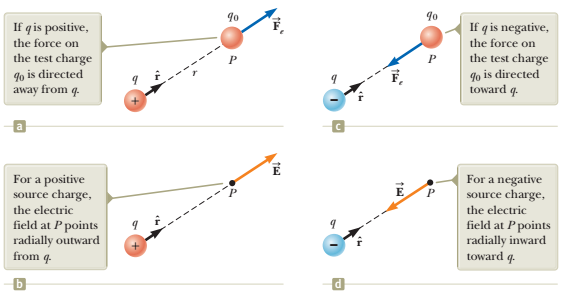 If q is positive,
the force on
the test charge
q₀ is directed
away from q.
q₀
F⃗ₑ
P
r
q
r̂
+
a
If q is negative,
the force on
the test charge
q₀ is directed
toward q.
q₀
P
F⃗ₑ
q
r̂
−
c
For a positive
source charge,
the electric
field at P points
radially outward
from q.
E⃗
P
q
r̂
+
b
For a negative
source charge,
the electric
field at P points
radially inward
toward q.
E⃗
P
q
r̂
−
d